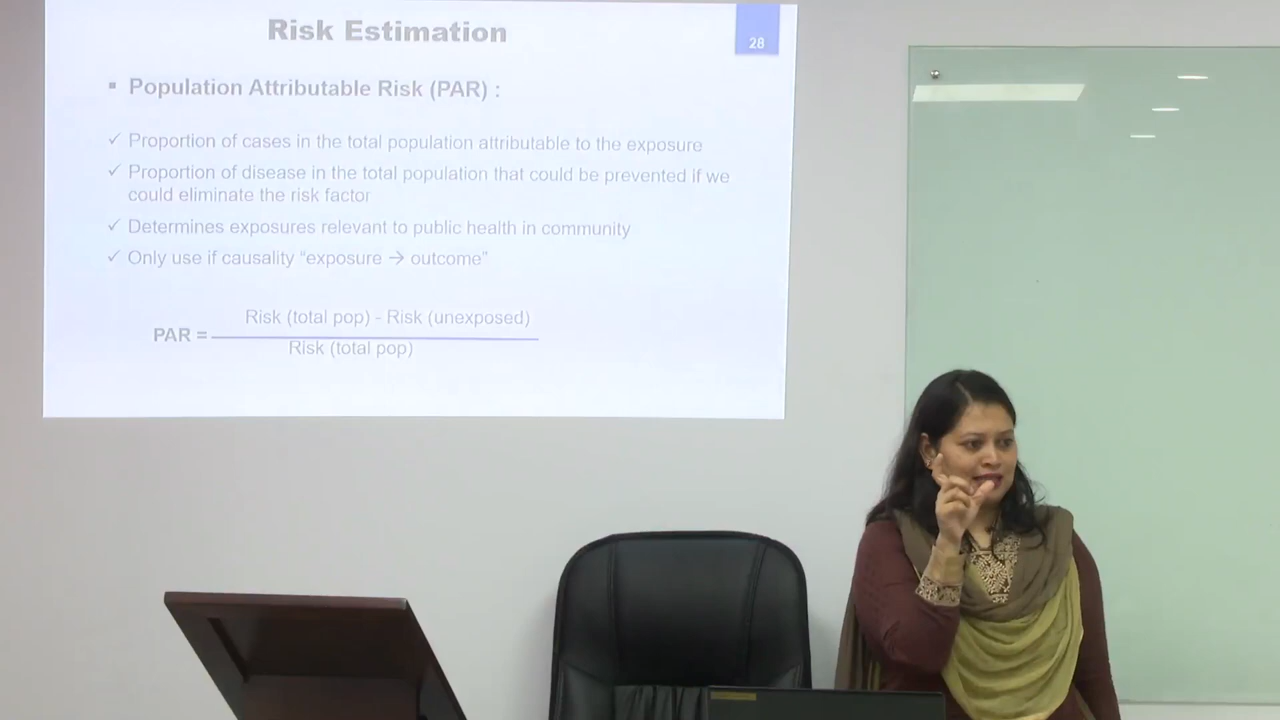 Risk Estimation
28
▪ Population Attributable Risk (PAR) :
✓ Proportion of cases in the total population attributable to the exposure
✓ Proportion of disease in the total population that could be prevented if we
could eliminate the risk factor
✓ Determines exposures relevant to public health in community
✓ Only use if causality “exposure → outcome”
Risk (total pop) - Risk (unexposed)
PAR =
Risk (total pop)